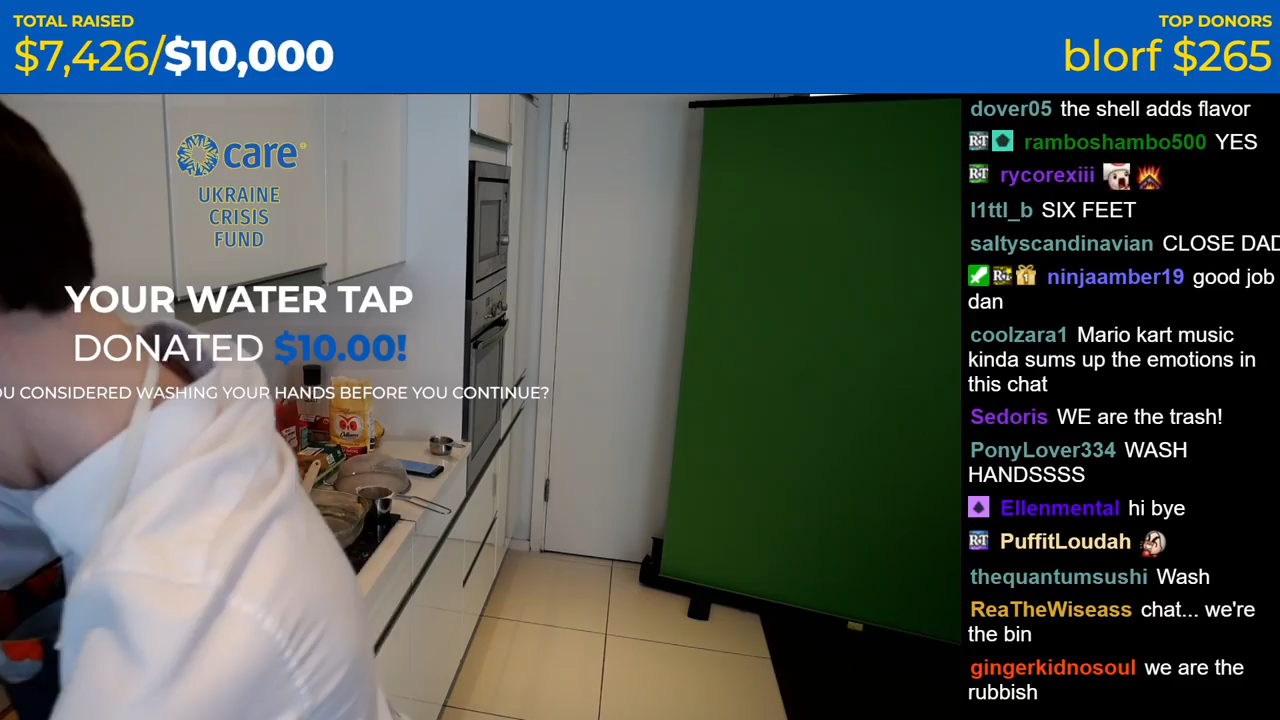 TOTAL RAISED
$7,426/$10,000
TOP DONORS
blorf $265
care
UKRAINE
CRISIS
FUND
YOUR WATER TAP
DONATED $10.00!
OU CONSIDERED WASHING YOUR HANDS BEFORE YOU CONTINUE?
dover05 the shell adds flavor
ramboshambo500 YES
rycorexiii
l1ttl_b SIX FEET
saltyscandinavian CLOSE DAD
ninjaamber19 good job
dan
coolzara1 Mario kart music
kinda sums up the emotions in
this chat
Sedoris WE are the trash!
PonyLover334 WASH
HANDSSSS
Ellenmental hi bye
PuffitLoudah
thequantumsushi Wash
ReaTheWiseass chat... we're
the bin
gingerkidnosoul we are the
rubbish